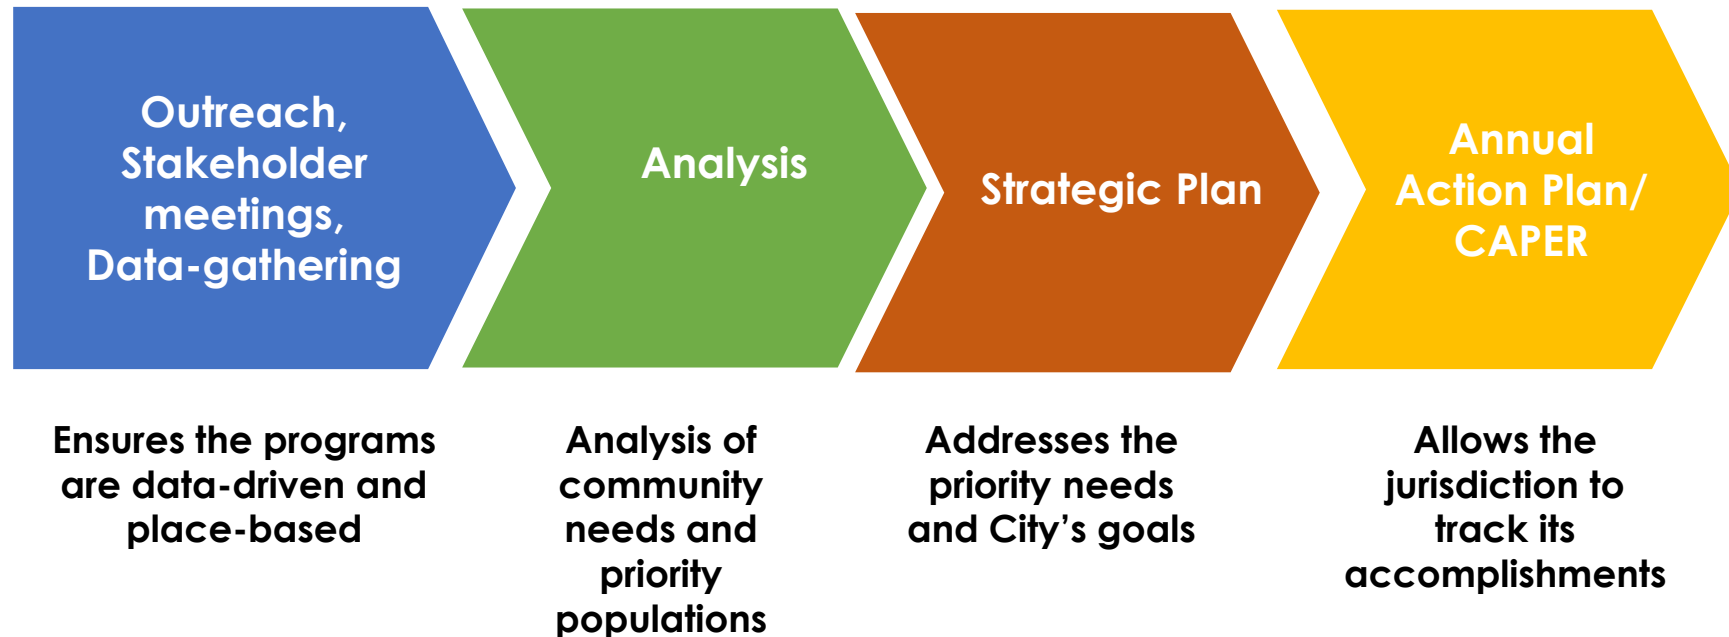 Outreach,
Stakeholder
meetings,
Data-gathering
Analysis
Strategic Plan
Annual
Action Plan/
CAPER
Ensures the programs
are data-driven and
place-based
Analysis of
community
needs and
priority
populations
Addresses the
priority needs
and City’s goals
Allows the
jurisdiction to
track its
accomplishments